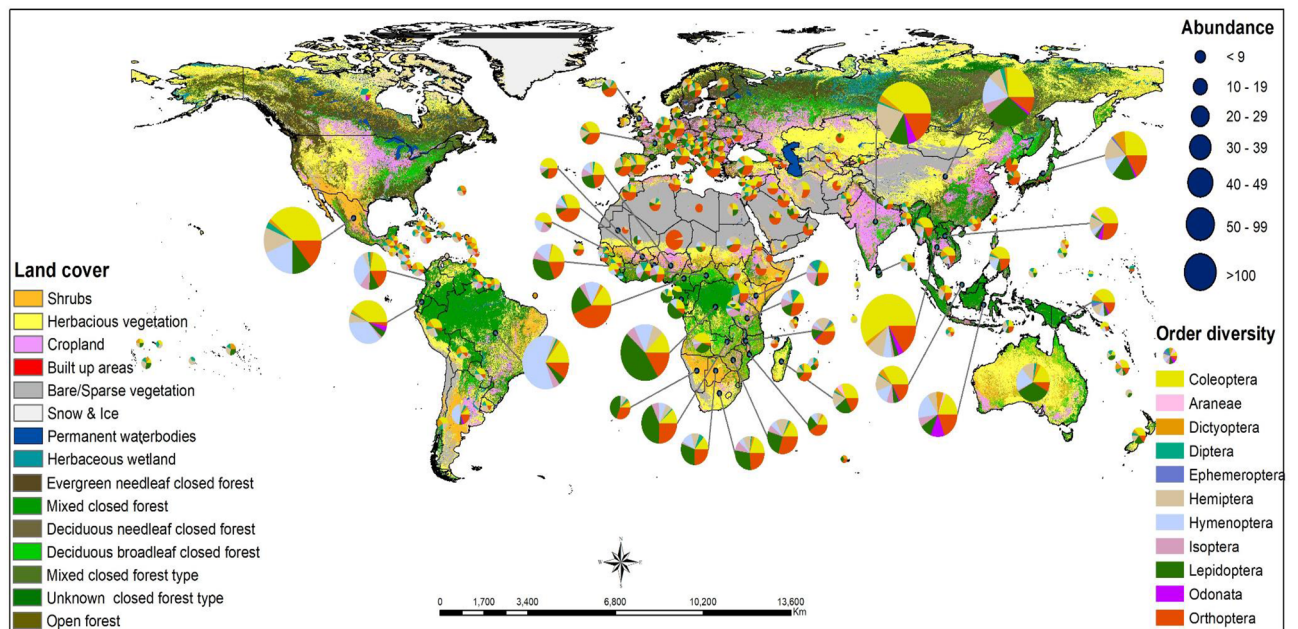 Abundance
< 9
10 - 19
20 - 29
30 - 39
40 - 49
50 - 99
>100
Land cover
Shrubs
Herbacious vegetation
Cropland
Built up areas
Bare/Sparse vegetation
Snow & Ice
Permanent waterbodies
Herbaceous wetland
Evergreen needleaf closed forest
Mixed closed forest
Deciduous needleaf closed forest
Deciduous broadleaf closed forest
Mixed closed forest type
Unknown closed forest type
Open forest
Order diversity
Coleoptera
Araneae
Dictyoptera
Diptera
Ephemeroptera
Hemiptera
Hymenoptera
Isoptera
Lepidoptera
Odonata
Orthoptera
N
W E
S
0 1,700 3,400 6,800 10,200 13,600
Km